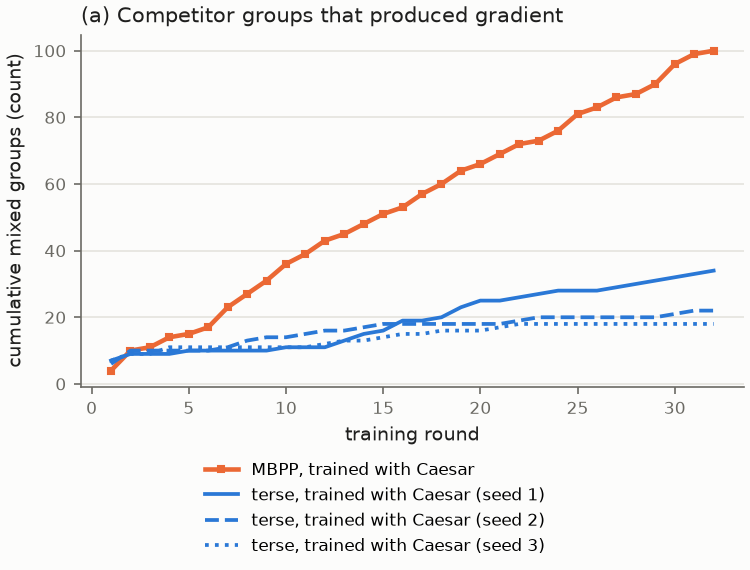 (a) Competitor groups that produced gradient
cumulative mixed groups (count)
100
80
60
40
20
0
0 5 10 15 20 25 30
training round
MBPP, trained with Caesar
terse, trained with Caesar (seed 1)
terse, trained with Caesar (seed 2)
terse, trained with Caesar (seed 3)